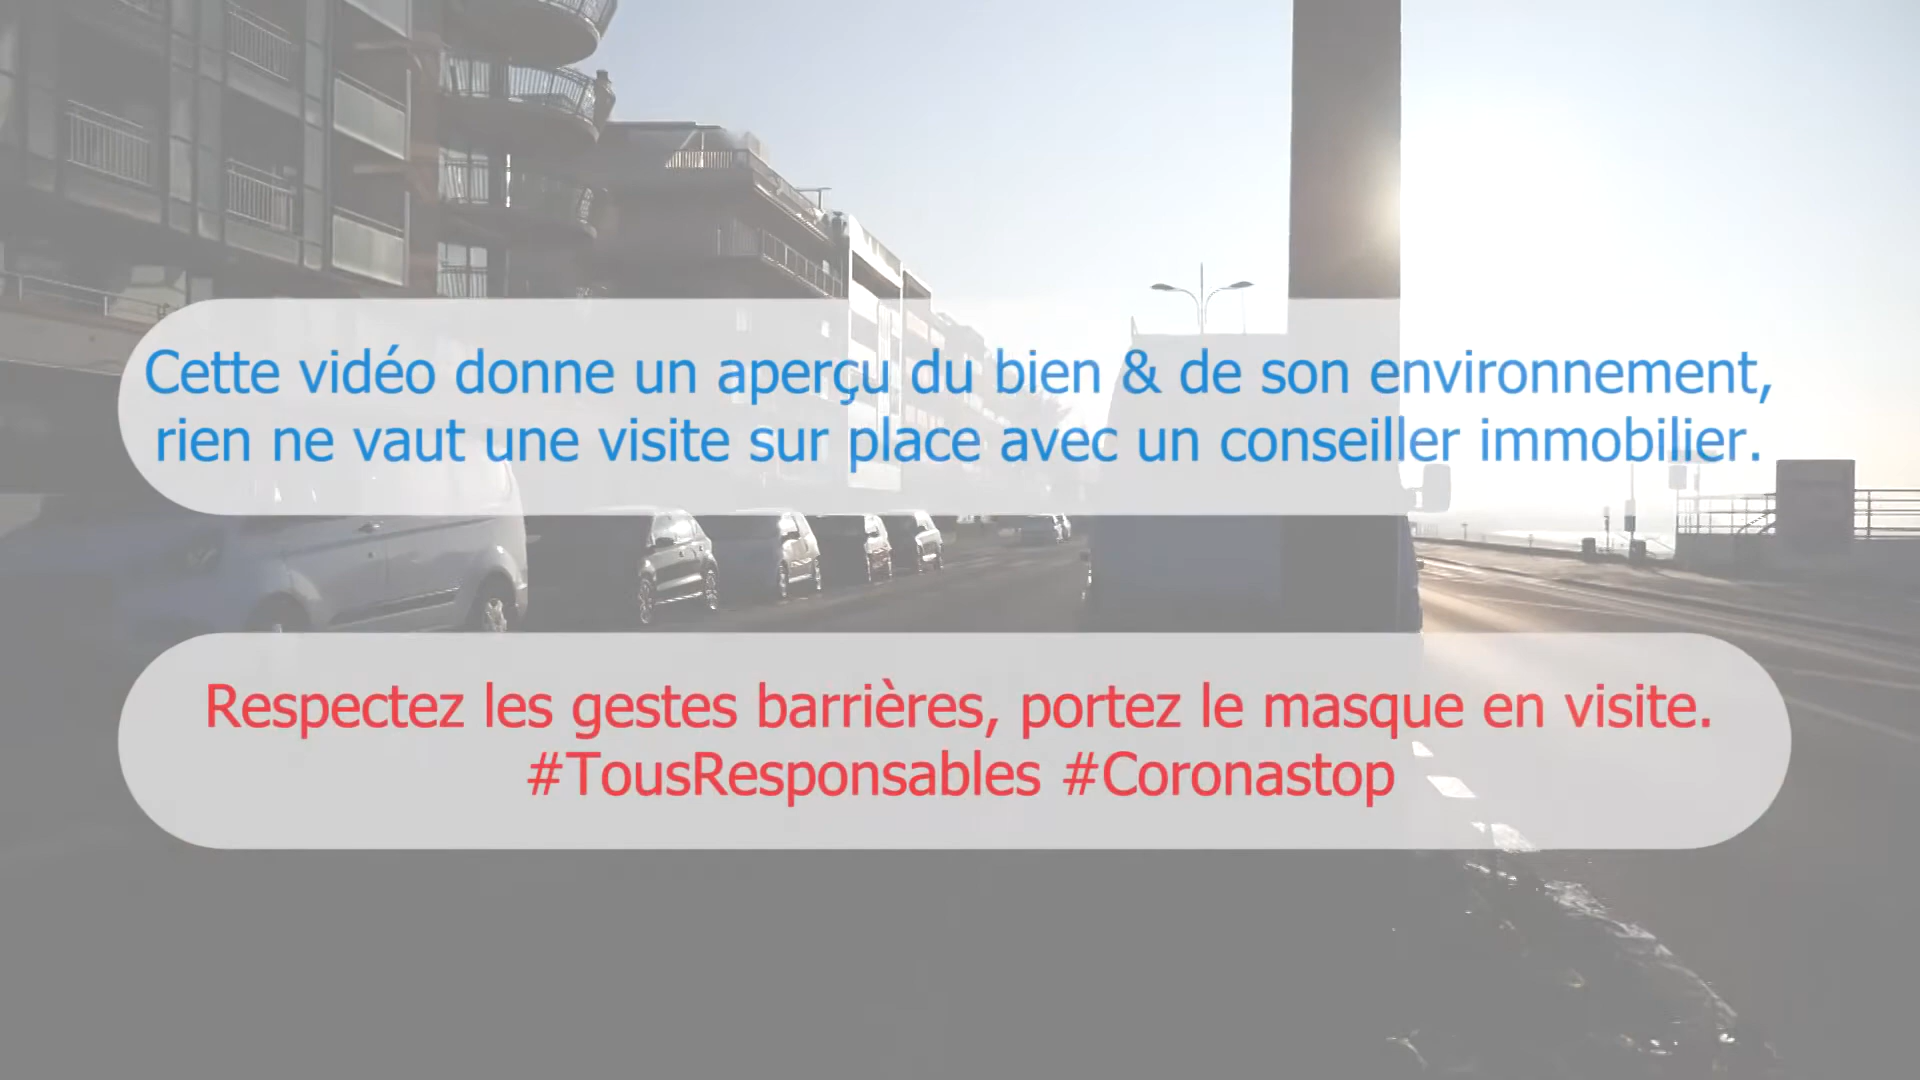 Cette vidéo donne un aperçu du bien & de son environnement,
rien ne vaut une visite sur place avec un conseiller immobilier.
Respectez les gestes barrières, portez le masque en visite.
#TousResponsables #Coronastop